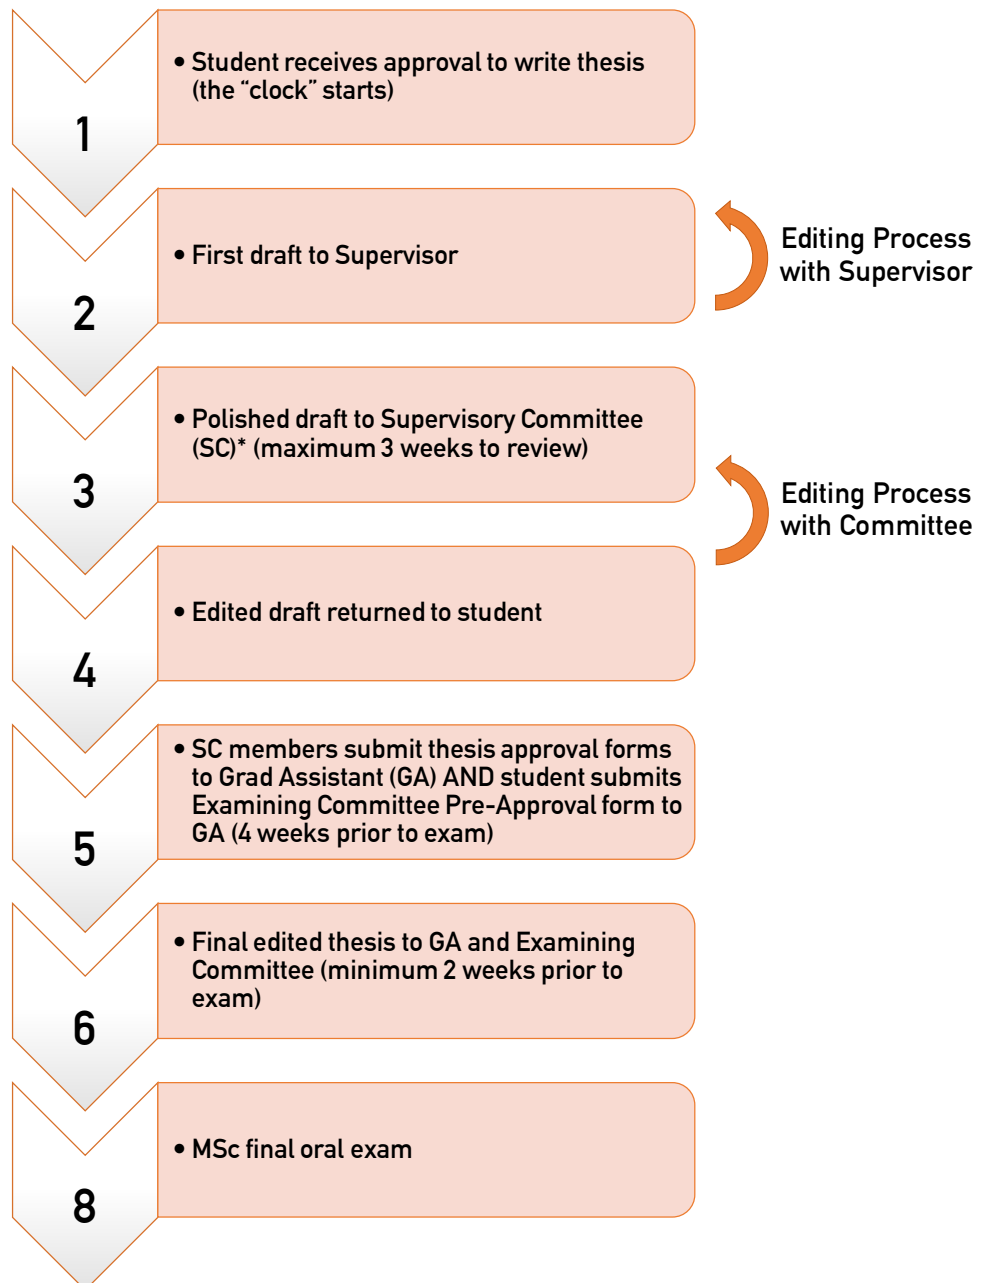 • Student receives approval to write thesis
(the “clock” starts)
1
• First draft to Supervisor
Editing Process
with Supervisor
2
• Polished draft to Supervisory Committee
(SC)* (maximum 3 weeks to review)
3
Editing Process
with Committee
• Edited draft returned to student
4
• SC members submit thesis approval forms
to Grad Assistant (GA) AND student submits
Examining Committee Pre-Approval form to
GA (4 weeks prior to exam)
5
• Final edited thesis to GA and Examining
Committee (minimum 2 weeks prior to
exam)
6
• MSc final oral exam
8